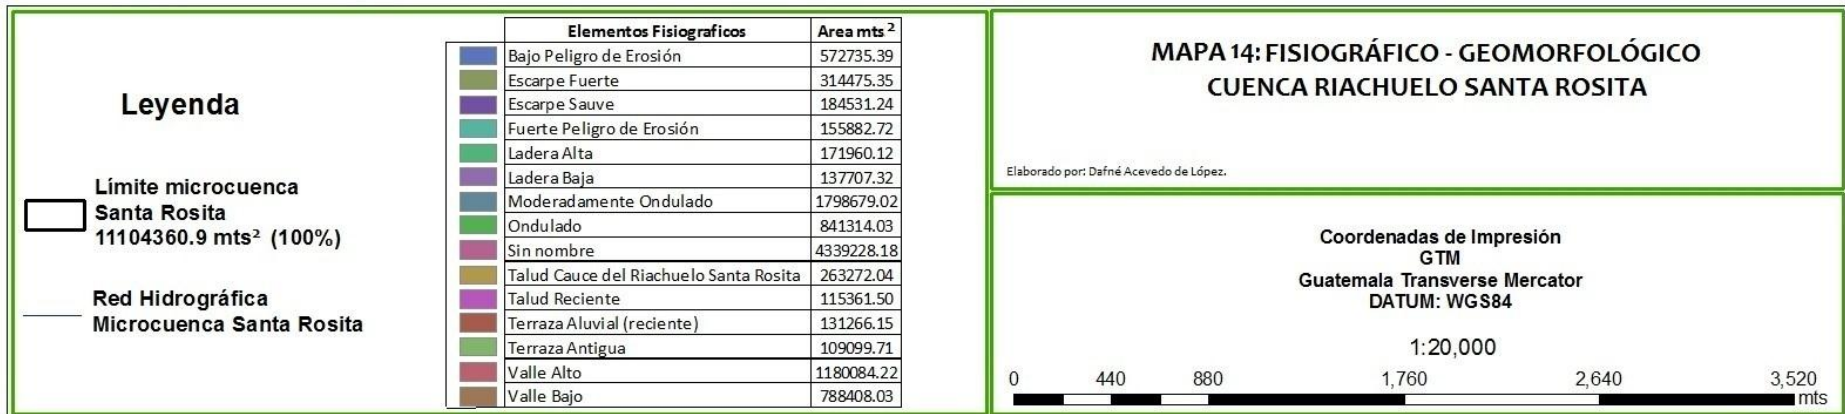 Leyenda
Límite microcuenca
Santa Rosita
11104360.9 mts² (100%)
Red Hidrográfica
Microcuenca Santa Rosita
Elementos Fisiograficos Area mts ²
Bajo Peligro de Erosión 572735.39
Escarpe Fuerte 314475.35
Escarpe Sauve 184531.24
Fuerte Peligro de Erosión 155882.72
Ladera Alta 171960.12
Ladera Baja 137707.32
Moderadamente Ondulado 1798679.02
Ondulado 841314.03
Sin nombre 4339228.18
Talud Cauce del Riachuelo Santa Rosita 263272.04
Talud Reciente 115361.50
Terraza Aluvial (reciente) 131266.15
Terraza Antigua 109099.71
Valle Alto 1180084.22
Valle Bajo 788408.03
MAPA 14: FISIOGRÁFICO - GEOMORFOLÓGICO
CUENCA RIACHUELO SANTA ROSITA
Elaborado por: Dafné Acevedo de López.
Coordenadas de Impresión
GTM
Guatemala Transverse Mercator
DATUM: WGS84
1:20,000
0 440 880 1,760 2,640 3,520
mts